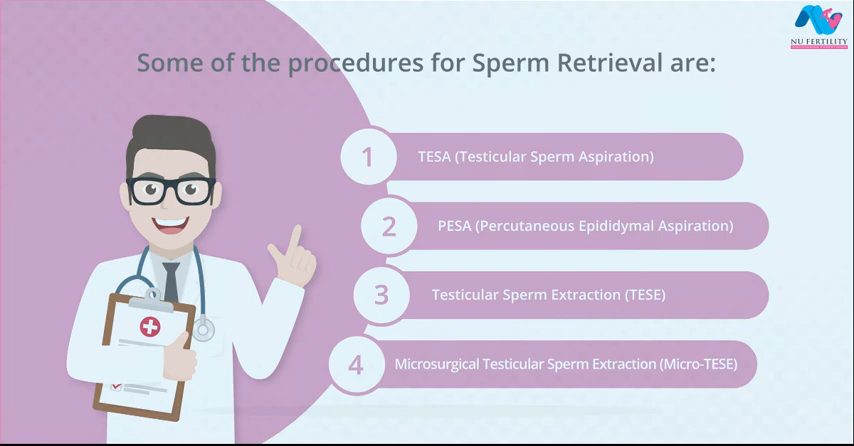 NU FERTILITY
Some of the procedures for Sperm Retrieval are:
1 TESA (Testicular Sperm Aspiration)
2 PESA (Percutaneous Epididymal Aspiration)
3 Testicular Sperm Extraction (TESE)
4 Microsurgical Testicular Sperm Extraction (Micro-TESE)